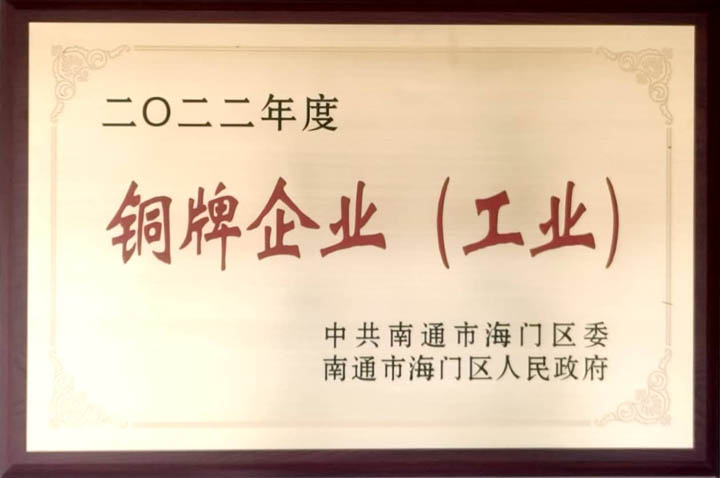 二〇二二年度
铜牌企业（工业）
中共南通市海门区委
南通市海门区人民政府